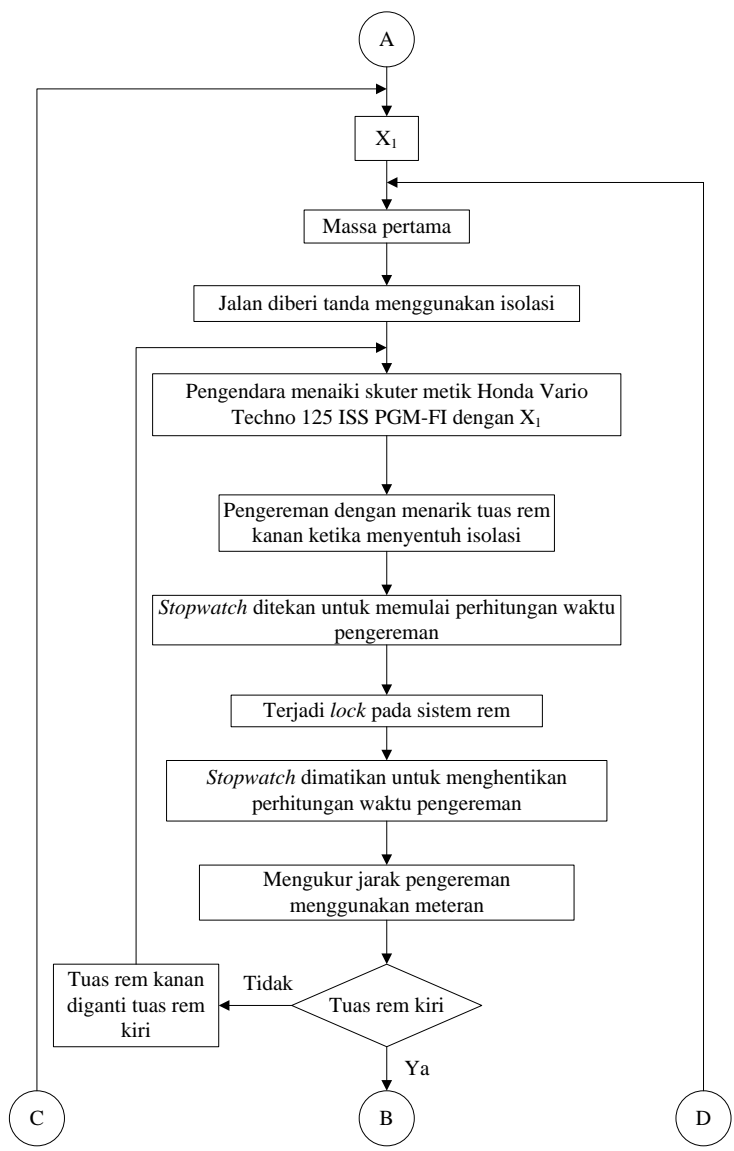 A
X₁
Massa pertama
Jalan diberi tanda menggunakan isolasi
Pengendara menaiki skuter metik Honda Vario
Techno 125 ISS PGM-FI dengan X₁
Pengereman dengan menarik tuas rem
kanan ketika menyentuh isolasi
Stopwatch ditekan untuk memulai perhitungan waktu
pengereman
Terjadi lock pada sistem rem
Stopwatch dimatikan untuk menghentikan
perhitungan waktu pengereman
Mengukur jarak pengereman
menggunakan meteran
Tuas rem kiri
Tidak
Tuas rem kanan
diganti tuas rem
kiri
Ya
C
B
D